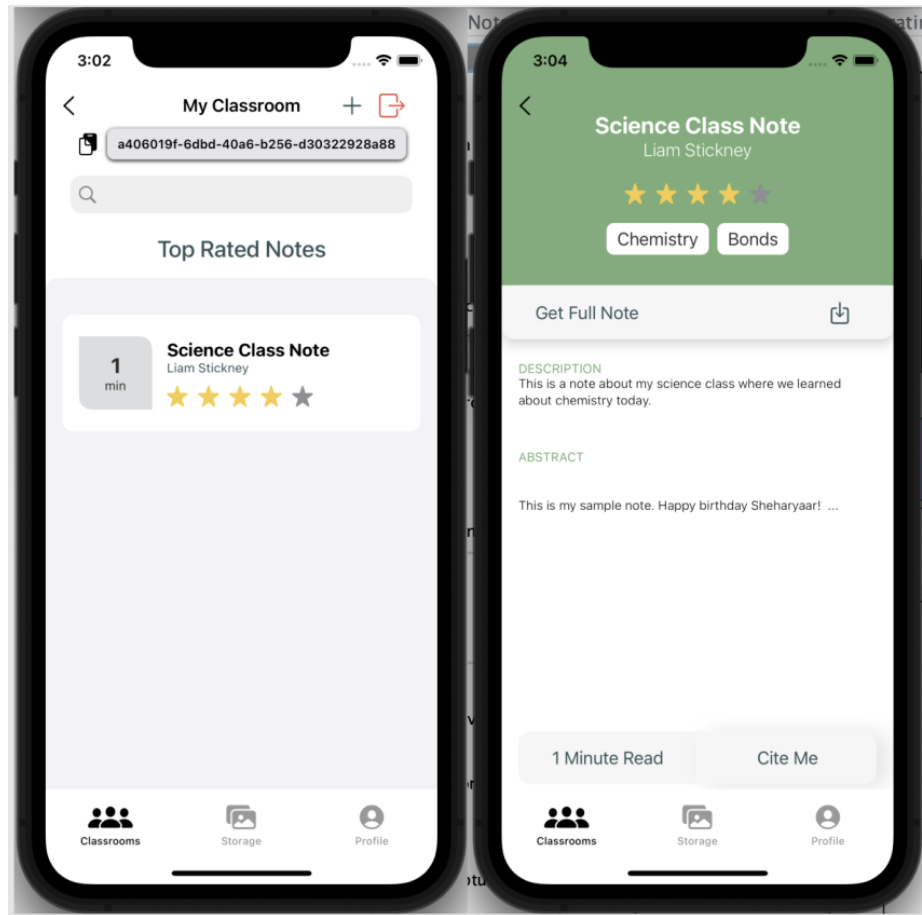 3:02
My Classroom
a406019f-6dbd-40a6-b256-d30322928a88
Top Rated Notes
1
min
Science Class Note
Liam Stickney
Classrooms
Storage
Profile
3:04
Science Class Note
Liam Stickney
Chemistry
Bonds
Get Full Note
DESCRIPTION
This is a note about my science class where we learned
about chemistry today.
ABSTRACT
This is my sample note. Happy birthday Sheharyaar! ...
1 Minute Read
Cite Me
Classrooms
Storage
Profile